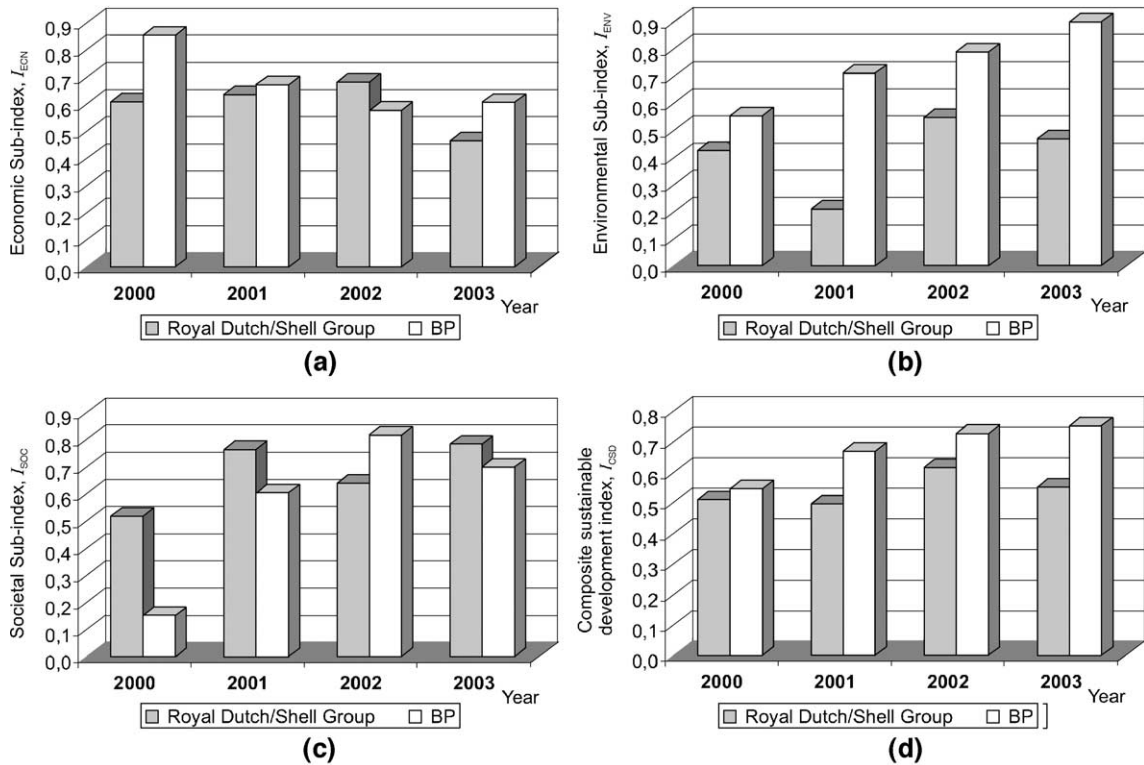 Economic Sub-index, I_ECN
0,9
0,8
0,7
0,6
0,5
0,4
0,3
0,2
0,1
0,0
2000 2001 2002 2003
Year
Royal Dutch/Shell Group BP
(a)
Environmental Sub-index, I_ENV
0,9
0,8
0,7
0,6
0,5
0,4
0,3
0,2
0,1
0,0
2000 2001 2002 2003
Year
Royal Dutch/Shell Group BP
(b)
Societal Sub-index, I_SOC
0,9
0,8
0,7
0,6
0,5
0,4
0,3
0,2
0,1
0,0
2000 2001 2002 2003
Year
Royal Dutch/Shell Group BP
(c)
Composite sustainable
development index, I_CSD
0,8
0,7
0,6
0,5
0,4
0,3
0,2
0,1
0,0
2000 2001 2002 2003
Year
Royal Dutch/Shell Group BP
(d)